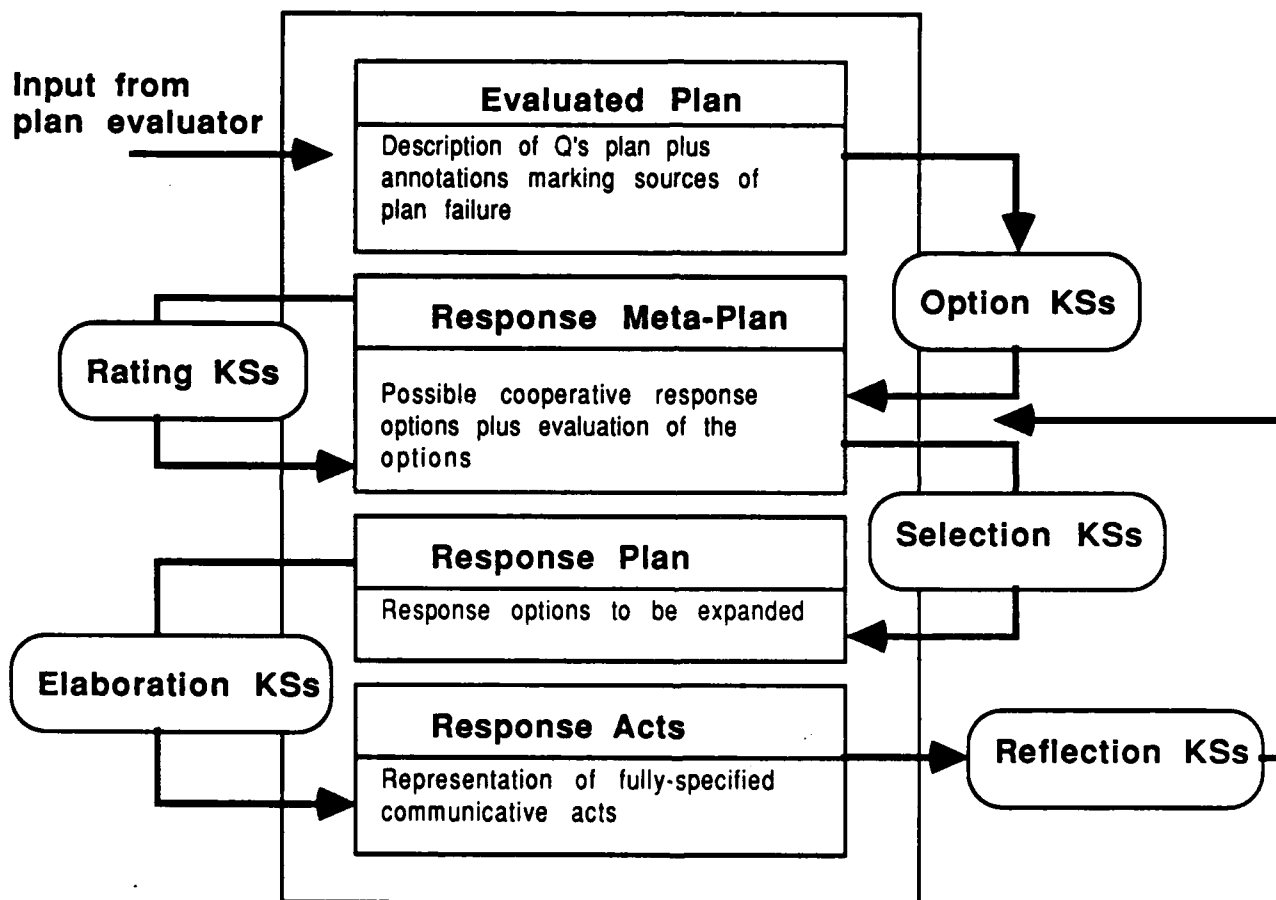 Input from
plan evaluator
Evaluated Plan
Description of Q's plan plus
annotations marking sources of
plan failure
Option KSs
Response Meta-Plan
Rating KSs
Possible cooperative response
options plus evaluation of the
options
Selection KSs
Response Plan
Response options to be expanded
Elaboration KSs
Response Acts
Reflection KSs
Representation of fully-specified
communicative acts